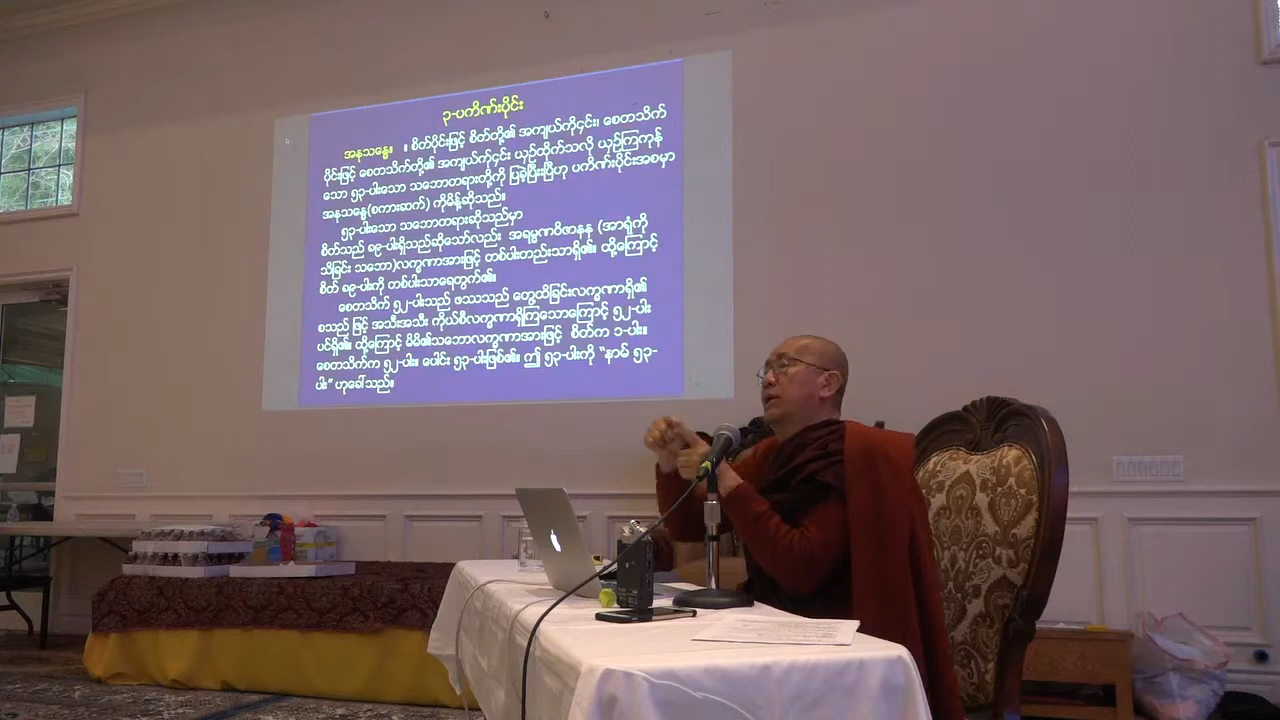 ၃-ပကိဏ်းပိုင်း
အနုသန္ဓေ။ ။ စိတ်ပိုင်းဖြင့် စိတ်တို့၏ အကျယ်ကို၄င်း၊ စေတသိက်
ပိုင်းဖြင့် စေတသိက်တို့၏ အကျယ်ကို၄င်း ယှဉ်ထိုက်သလို ယှဉ်ကြကုန်
သော ၅၃-ပါးသော သဘောတရားတို့ကို ပြခဲ့ပြီးပြီဟု ပကိဏ်းပိုင်းအစမှာ
အနုသန္ဓေ(စကားဆက်) ကိုမိန့်ဆိုသည်။
၅၃-ပါးသော သဘောတရားဆိုသည်မှာ
စိတ်သည် ၈၉-ပါးရှိသည်ဆိုသော်လည်း အာရမ္မဏဝိဇာနန (အာရုံကို
သိခြင်း သဘော)လက္ခဏာအားဖြင့် တစ်ပါးတည်းသာရှိ၏။ ထို့ကြောင့်
စိတ် ၈၉-ပါးကို တစ်ပါးသာရေတွက်၏။
စေတသိက် ၅၂-ပါးသည် ဖဿသည် တွေ့ထိခြင်းလက္ခဏာရှိ၏
စသည် ဖြင့် အသီးအသီး ကိုယ်စီလက္ခဏာရှိကြသောကြောင့် ၅၂-ပါး
ပင်ရှိ၏။ ထို့ကြောင့် မိမိ၏သဘောလက္ခဏာအားဖြင့် စိတ်က ၁-ပါး။
စေတသိက်က ၅၂-ပါး။ ပေါင်း ၅၃-ပါးဖြစ်၏။ ဤ ၅၃-ပါးကို “နာမ် ၅၃-
ပါး” ဟုခေါ်သည်။